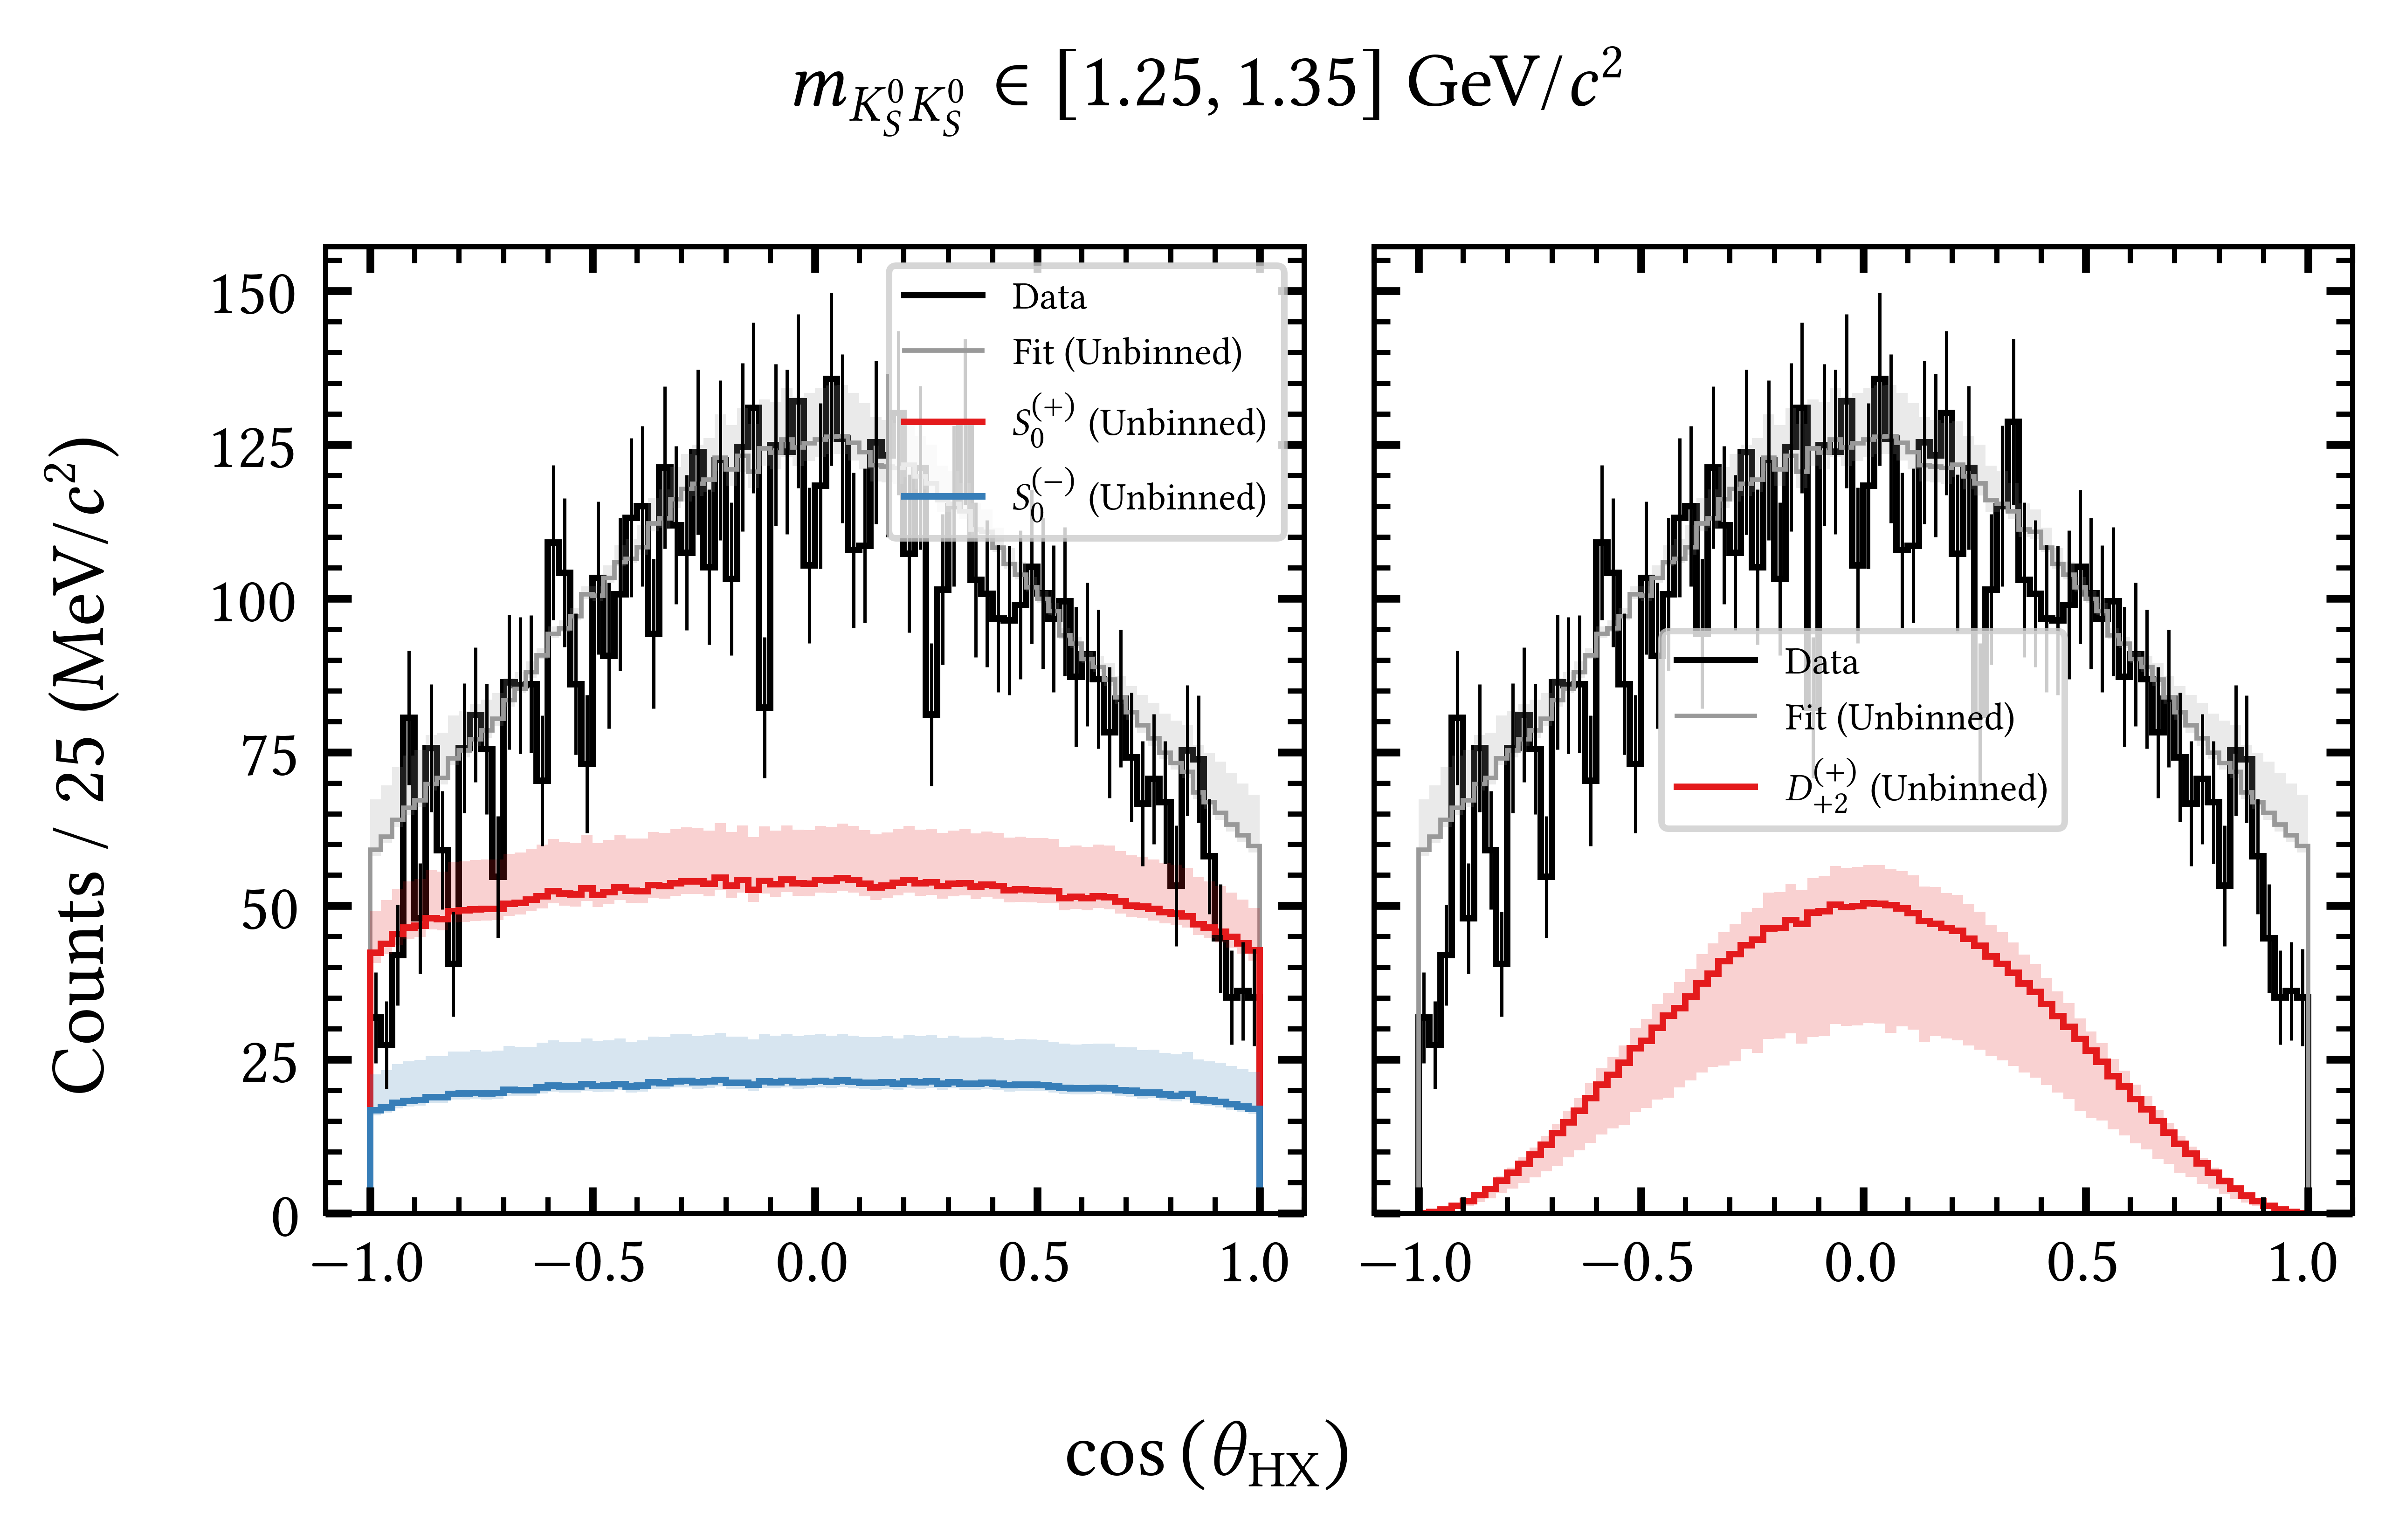 m_{K_S^0 K_S^0} ∈ [1.25, 1.35] GeV/c²
Counts / 25 (MeV/c²)
150
125
100
75
50
25
0
Data
Fit (Unbinned)
S_0^{(+)} (Unbinned)
S_0^{(−)} (Unbinned)
−1.0 −0.5 0.0 0.5 1.0
Data
Fit (Unbinned)
D_{+2}^{(+)} (Unbinned)
−1.0 −0.5 0.0 0.5 1.0
cos (θ_{HX})